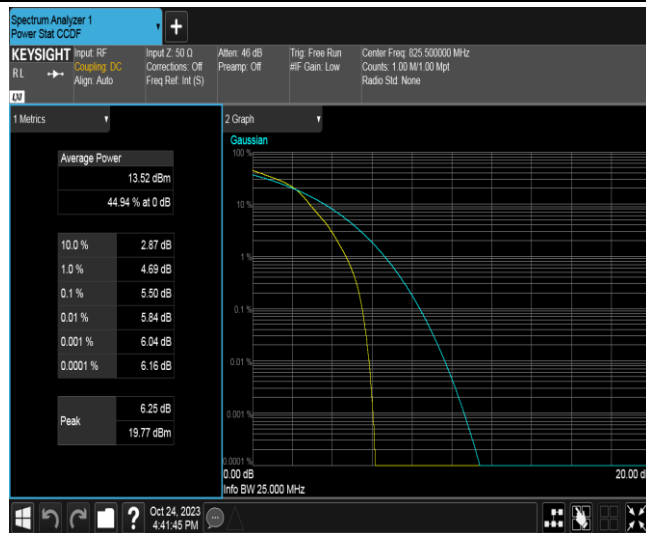 Spectrum Analyzer 1
Power Stat CCDF
+
KEYSIGHT
RL
Input: RF
Coupling: DC
Align: Auto
Input Z: 50 Ω
Corrections: Off
Freq Ref: Int (S)
Atten: 46 dB
Preamp: Off
Trig: Free Run
#IF Gain: Low
Center Freq: 825.500000 MHz
Counts: 1.00 M/1.00 Mpt
Radio Std: None
1 Metrics
Average Power
13.52 dBm
44.94 % at 0 dB
10.0 % 2.87 dB
1.0 % 4.69 dB
0.1 % 5.50 dB
0.01 % 5.84 dB
0.001 % 6.04 dB
0.0001 % 6.16 dB
Peak
6.25 dB
19.77 dBm
2 Graph
Gaussian
100 %
10 %
1 %
0.1 %
0.01 %
0.001 %
0.0001 %
0.00 dB
20.00 d
Info BW 25.000 MHz
?
Oct 24, 2023
4:41:45 PM